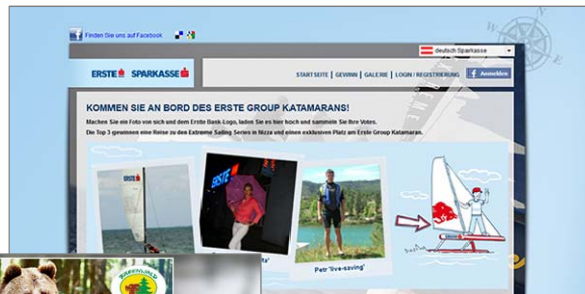 Finden Sie uns auf Facebook
deutsch Sparkasse
ERSTE SPARKASSE
STARTSEITE | GEWINN | GALERIE | LOGIN / REGISTRIERUNG
Anmelden
KOMMEN SIE AN BORD DES ERSTE GROUP KATAMARANS!
Machen Sie ein Foto von sich und dem Erste Bank-Logo, laden Sie es hier hoch und sammeln Sie Ihre Votes.
Die Top 3 gewinnen eine Reise zu den Extreme Sailing Series in Nizza und einen exklusiven Platz am Erste Group Katamaran.
ERSTE
Petr 'live-saving'